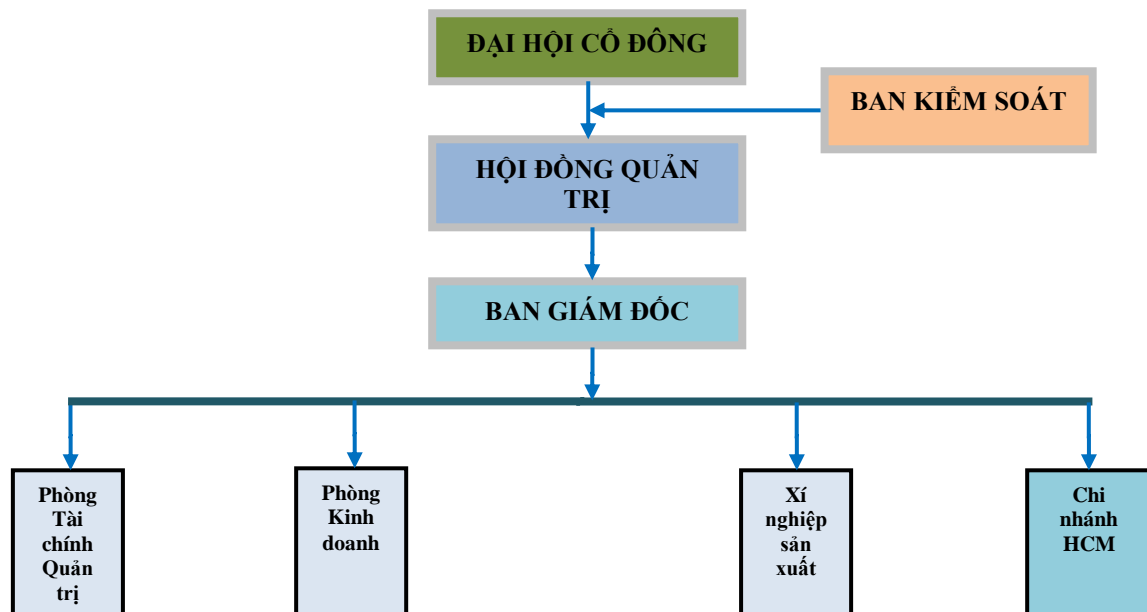 ĐẠI HỘI CỔ ĐÔNG
BAN KIỂM SOÁT
HỘI ĐỒNG QUẢN
TRỊ
BAN GIÁM ĐỐC
Phòng
Tài
chính
Quản
trị
Phòng
Kinh
doanh
Xí
nghiệp
sản
xuất
Chi
nhánh
HCM